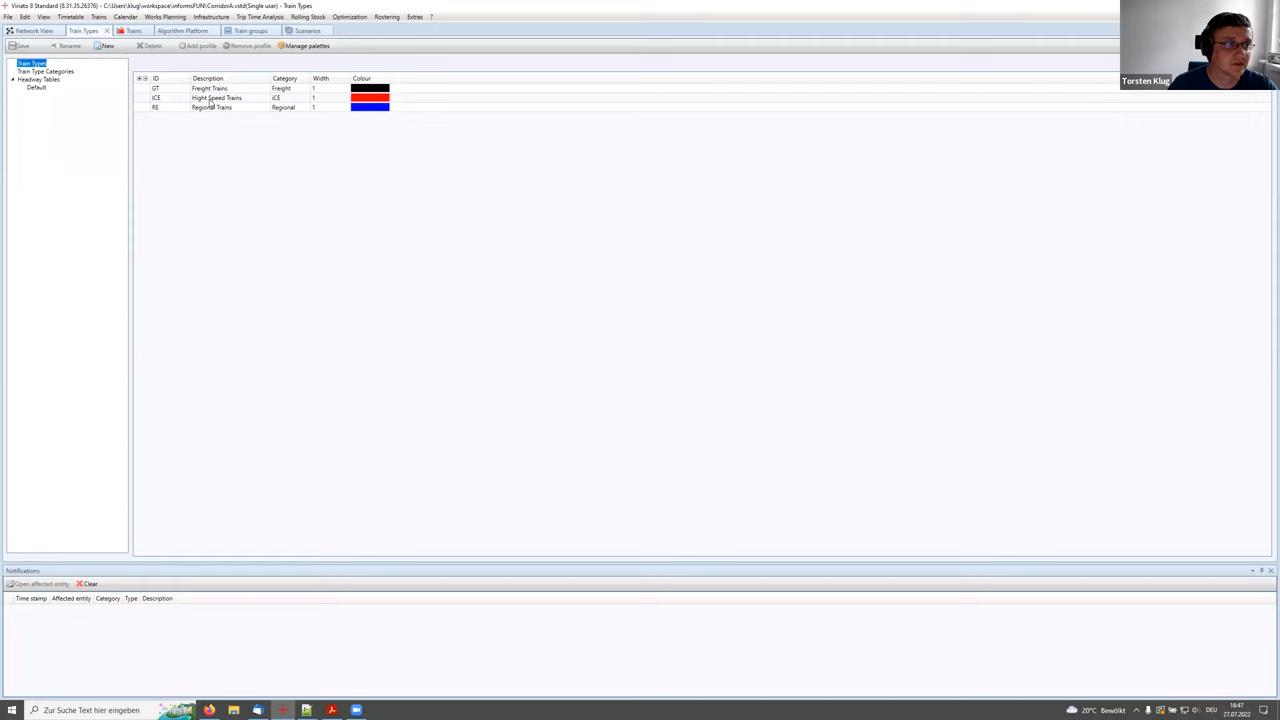 Viriato 8 Standard (8.31.35.26376) - C:\Users\klug\workspace\informsFUN\CorridorA.vstd(Single user) - Train Types
File Edit View Timetable Trains Calendar Works Planning Infrastructure Trip Time Analysis Rolling Stock Optimization Rostering Extras ?
Network View Train Types Trains Algorithm Platform Train groups Scenarios
Save Rename New Delete Add profile Remove profile Manage palettes
Train Types
Train Type Categories
Headway Tables
Default
ID Description Category Width Colour
GT Freight Trains Freight 1
ICE Hight Speed Trains iCE 1
RE Regional Trains Regional 1
Torsten Klug
Notifications
Open affected entity Clear
Time stamp Affected entity Category Type Description
Zur Suche Text hier eingeben
20°C Bewölkt
DEU
16:47
27.07.2022